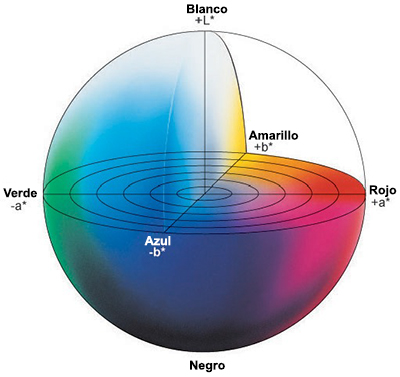 Blanco
+L*
Amarillo
+b*
Verde
-a*
Rojo
+a*
Azul
-b*
Negro